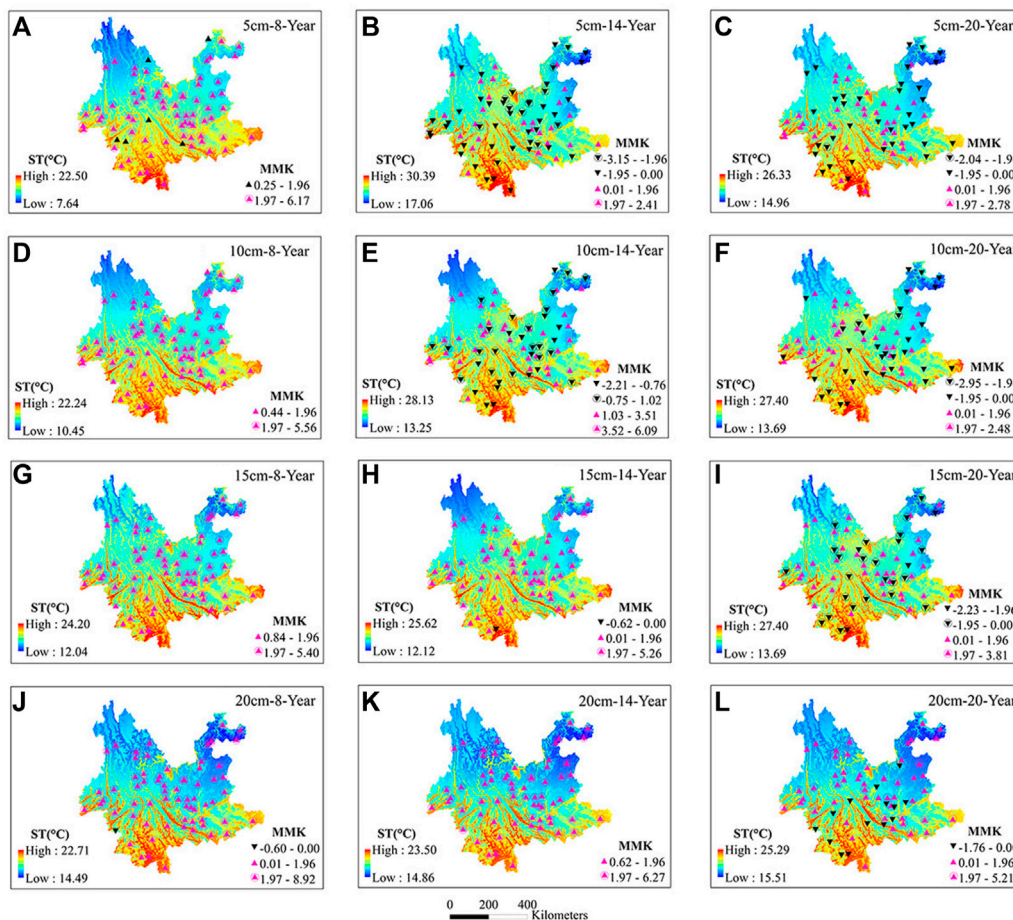 A
5cm-8-Year
ST(°C)
High : 22.50
Low : 7.64
MMK
0.25 - 1.96
1.97 - 6.17
B
5cm-14-Year
ST(°C)
High : 30.39
Low : 17.06
MMK
-3.15 - -1.96
-1.95 - 0.00
0.01 - 1.96
1.97 - 2.41
C
5cm-20-Year
ST(°C)
High : 26.33
Low : 14.96
MMK
-2.04 - -1.9
-1.95 - 0.00
0.01 - 1.96
1.97 - 2.78
D
10cm-8-Year
ST(°C)
High : 22.24
Low : 10.45
MMK
0.44 - 1.96
1.97 - 5.56
E
10cm-14-Year
ST(°C)
High : 28.13
Low : 13.25
MMK
-2.21 - -0.76
-0.75 - 1.02
1.03 - 3.51
3.52 - 6.09
F
10cm-20-Year
ST(°C)
High : 27.40
Low : 13.69
MMK
-2.95 - -1.9
-1.95 - 0.00
0.01 - 1.96
1.97 - 2.48
G
15cm-8-Year
ST(°C)
High : 24.20
Low : 12.04
MMK
0.84 - 1.96
1.97 - 5.40
H
15cm-14-Year
ST(°C)
High : 25.62
Low : 12.12
MMK
-0.62 - 0.00
0.01 - 1.96
1.97 - 5.26
I
15cm-20-Year
ST(°C)
High : 27.40
Low : 13.69
MMK
-2.23 - -1.96
-1.95 - 0.00
0.01 - 1.96
1.97 - 3.81
J
20cm-8-Year
ST(°C)
High : 22.71
Low : 14.49
MMK
-0.60 - 0.00
0.01 - 1.96
1.97 - 8.92
K
20cm-14-Year
ST(°C)
High : 23.50
Low : 14.86
MMK
0.62 - 1.96
1.97 - 6.27
L
20cm-20-Year
ST(°C)
High : 25.29
Low : 15.51
MMK
-1.76 - 0.00
0.01 - 1.96
1.97 - 5.21
0 200 400
Kilometers